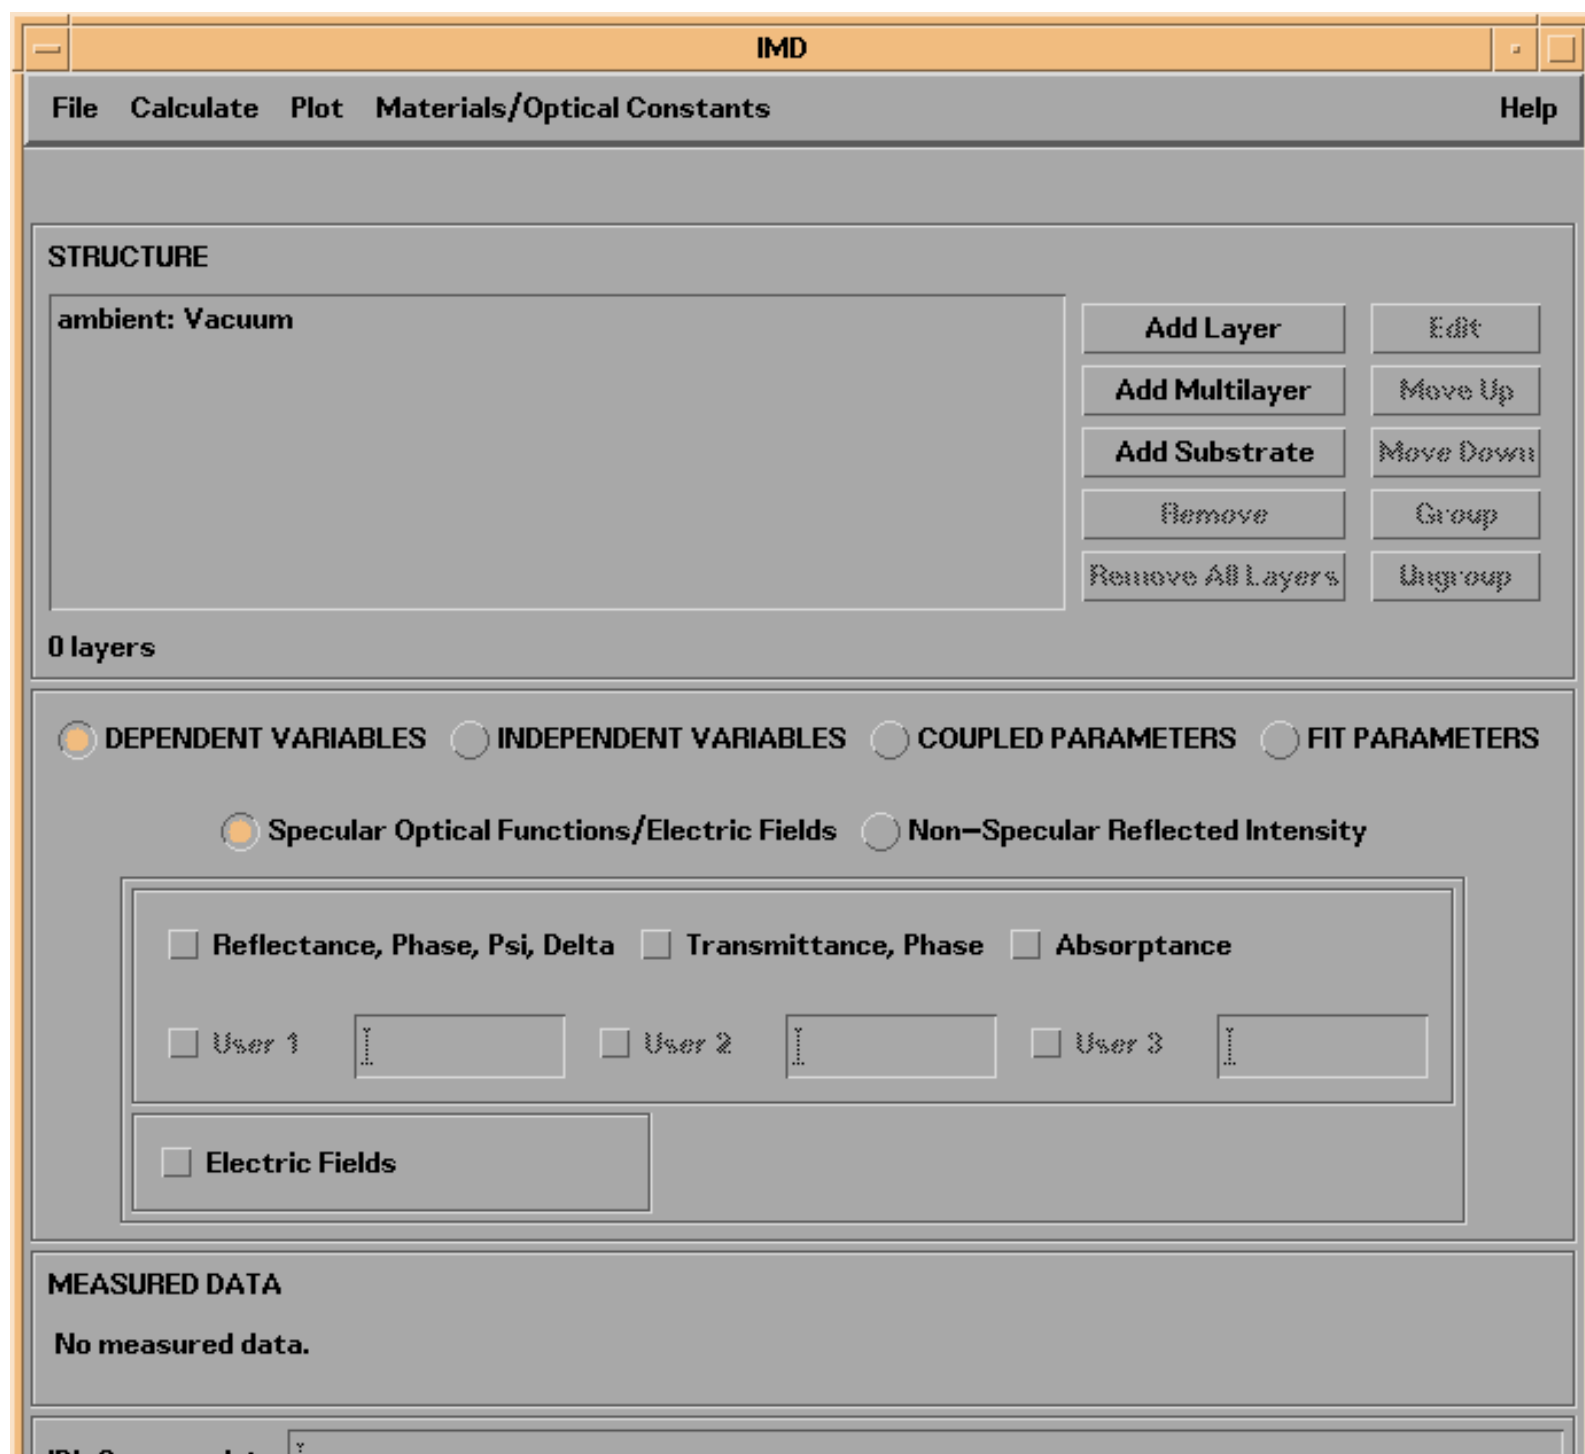 IMD
File Calculate Plot Materials/Optical Constants Help
STRUCTURE
ambient: Vacuum
Add Layer Edit
Add Multilayer Move Up
Add Substrate Move Down
Remove Group
Remove All Layers Ungroup
0 layers
DEPENDENT VARIABLES INDEPENDENT VARIABLES COUPLED PARAMETERS FIT PARAMETERS
Specular Optical Functions/Electric Fields Non-Specular Reflected Intensity
Reflectance, Phase, Psi, Delta Transmittance, Phase Absorptance
User 1 User 2 User 3
Electric Fields
MEASURED DATA
No measured data.